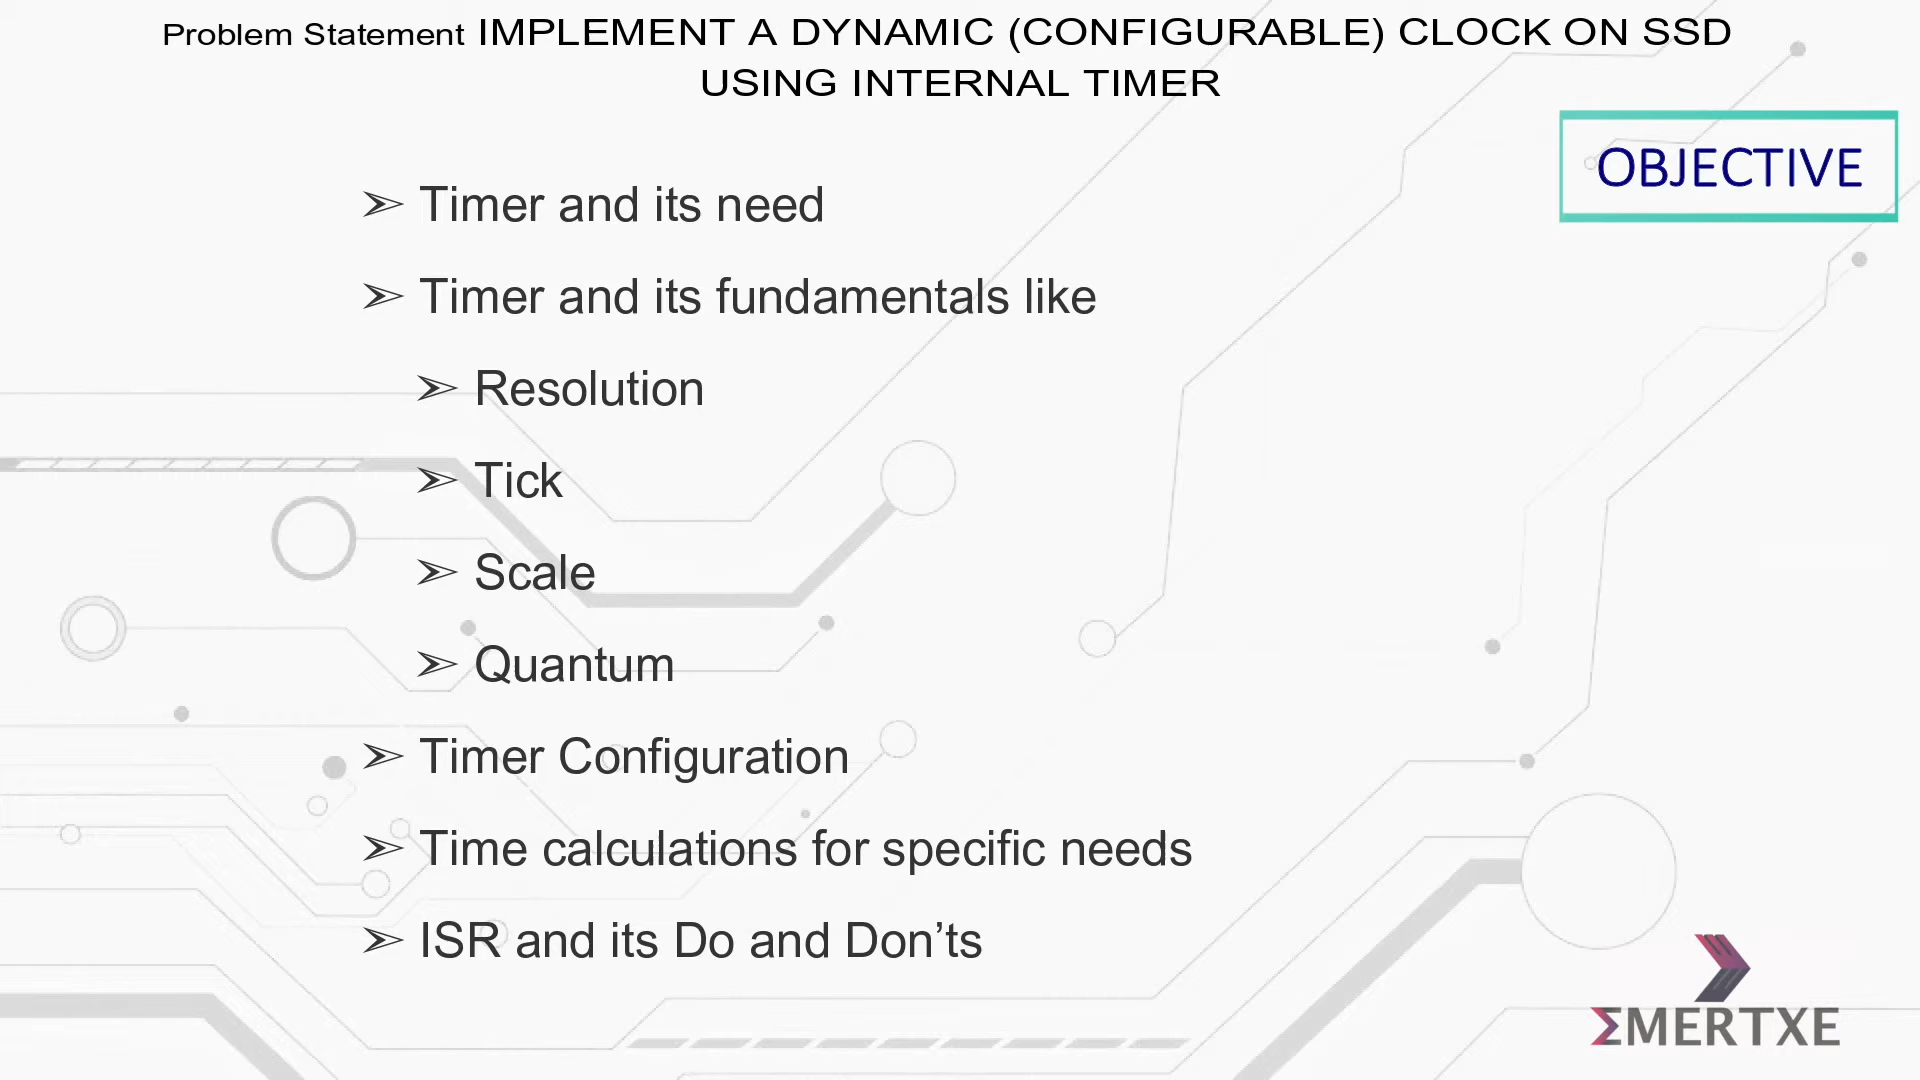 Problem Statement IMPLEMENT A DYNAMIC (CONFIGURABLE) CLOCK ON SSD
USING INTERNAL TIMER
OBJECTIVE
➢ Timer and its need
➢ Timer and its fundamentals like
➢ Resolution
➢ Tick
➢ Scale
➢ Quantum
➢ Timer Configuration
➢ Time calculations for specific needs
➢ ISR and its Do and Don’ts
ΣMERTXE